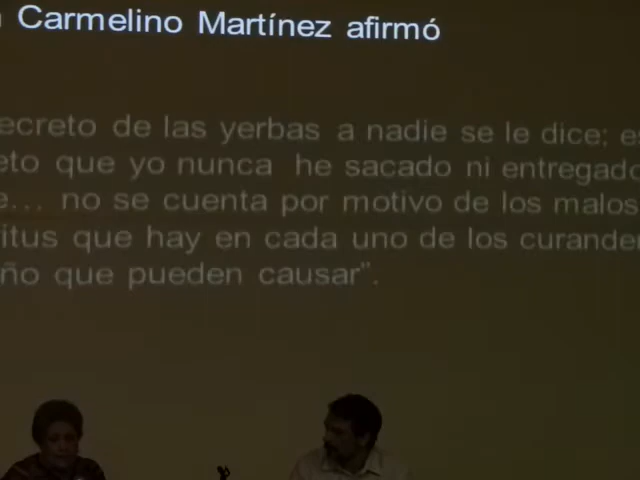 Carmelino Martínez afirmó
ecreto de las yerbas a nadie se le dice; e
eto que yo nunca he sacado ni entregado
e... no se cuenta por motivo de los malos
itus que hay en cada uno de los curander
ño que pueden causar”.